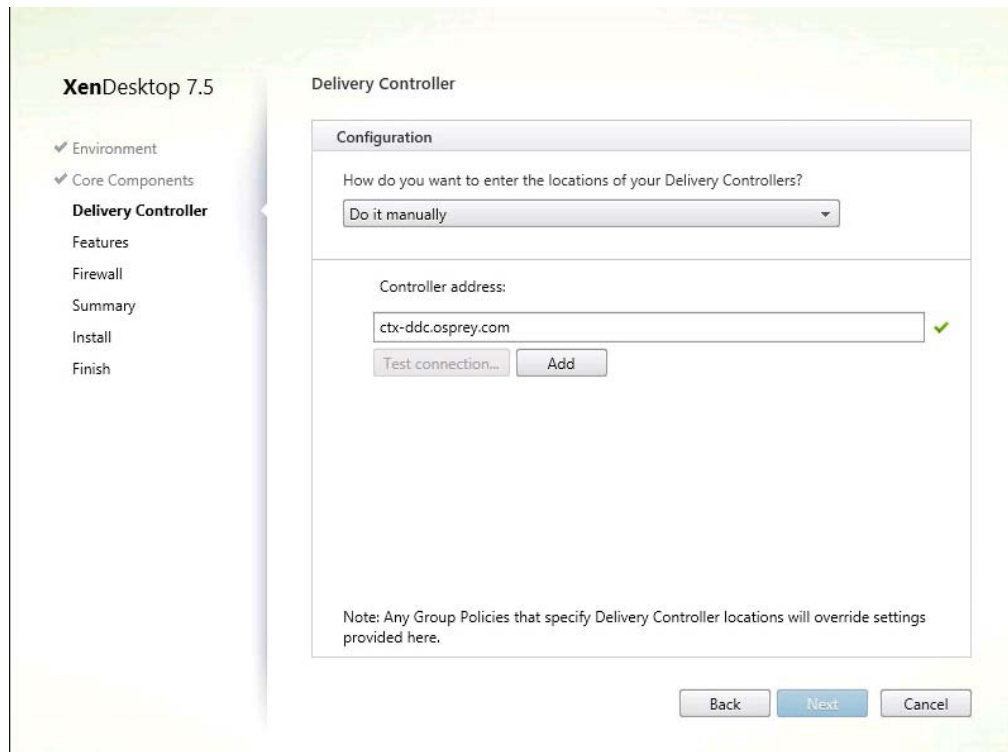 XenDesktop 7.5
Environment
Core Components
Delivery Controller
Features
Firewall
Summary
Install
Finish
Delivery Controller
Configuration
How do you want to enter the locations of your Delivery Controllers?
Do it manually
Controller address:
ctx-ddc.osprey.com
Test connection...
Add
Note: Any Group Policies that specify Delivery Controller locations will override settings
provided here.
Back
Next
Cancel